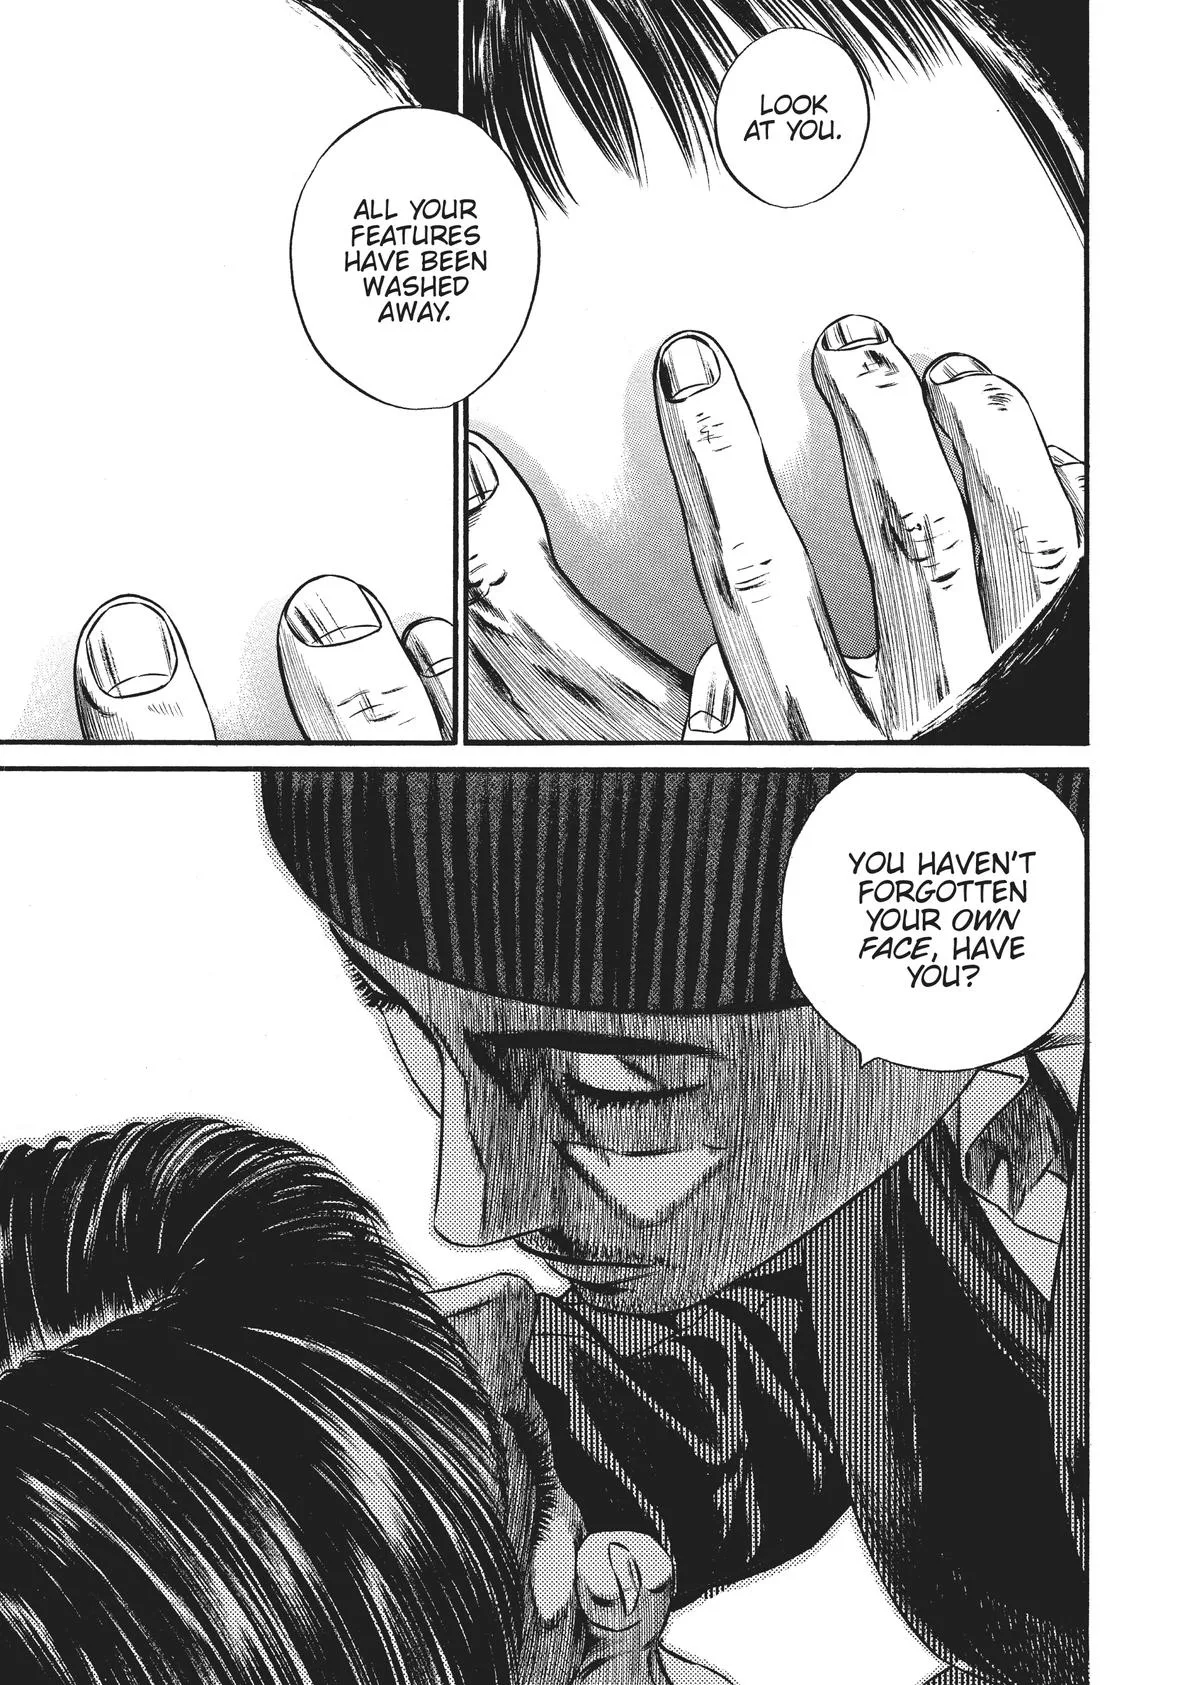 LOOK
AT YOU.
ALL YOUR
FEATURES
HAVE BEEN
WASHED
AWAY.
YOU HAVEN'T
FORGOTTEN
YOUR OWN
FACE, HAVE
YOU?